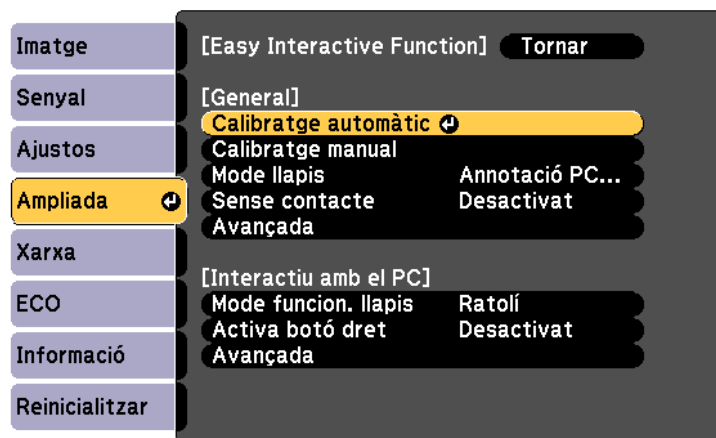 Imatge
Senyal
Ajustos
Ampliada
Xarxa
ECO
Informació
Reinicialitzar
[Easy Interactive Function] Tornar
[General]
Calibratge automàtic
Calibratge manual
Mode llapis Annotació PC...
Sense contacte Desactivat
Avançada
[Interactiu amb el PC]
Mode funcion. llapis Ratolí
Activa botó dret Desactivat
Avançada